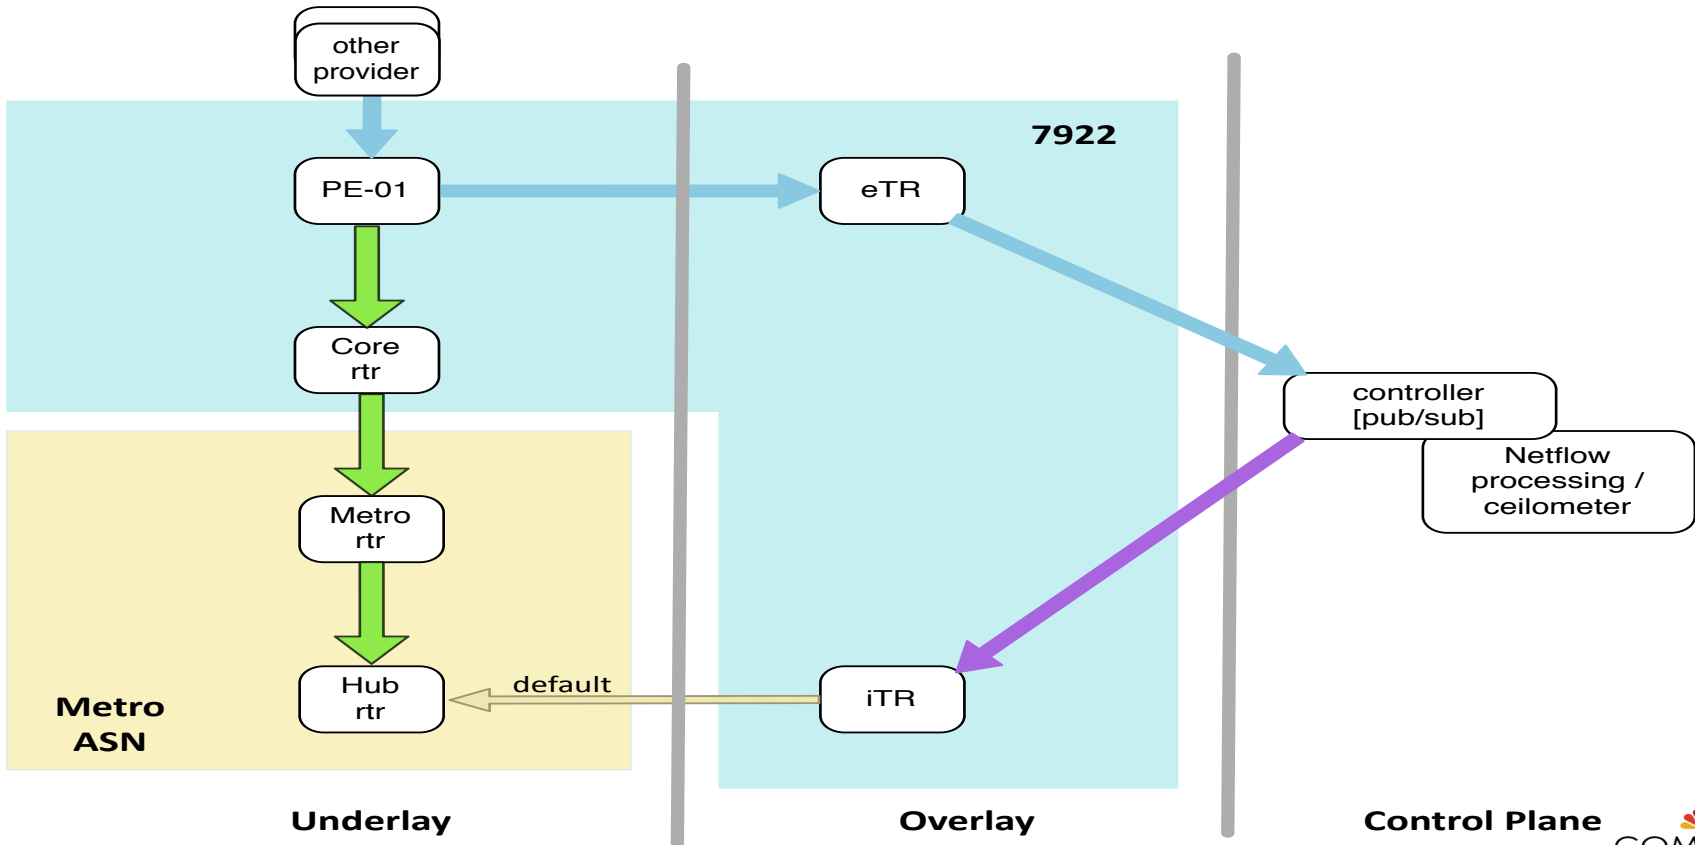 other
provider
7922
PE-01
eTR
Core
rtr
controller
[pub/sub]
Netflow
processing /
ceilometer
Metro
rtr
Hub
rtr
default
iTR
Metro
ASN
Underlay
Overlay
Control Plane